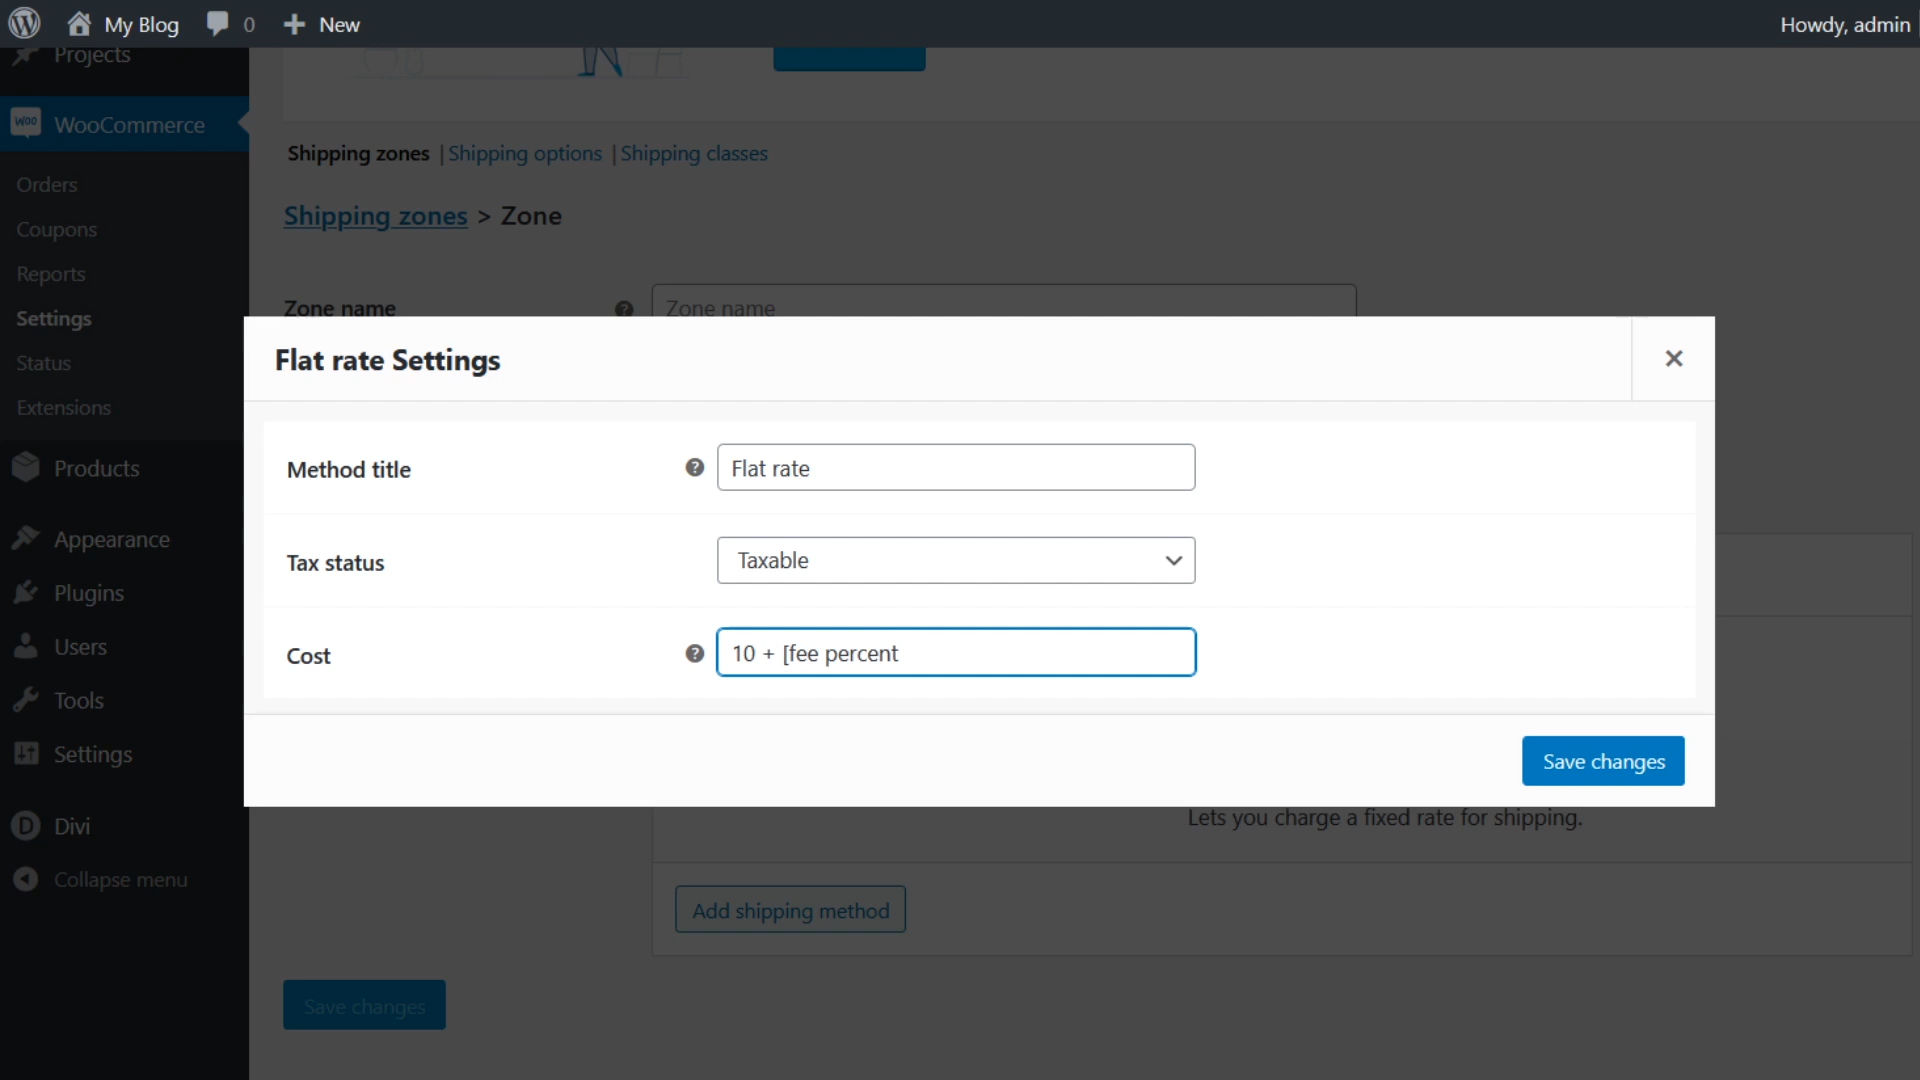 My Blog 0 New Howdy, admin
Projects
WooCommerce
Orders
Coupons
Reports
Settings
Status
Extensions
Products
Appearance
Plugins
Users
Tools
Settings
Divi
Collapse menu
Shipping zones | Shipping options | Shipping classes
Shipping zones > Zone
Zone name ? Zone name
Flat rate Settings
Method title ? Flat rate
Tax status Taxable
Cost ? 10 + [fee percent
Save changes
Lets you charge a fixed rate for shipping.
Add shipping method
Save changes